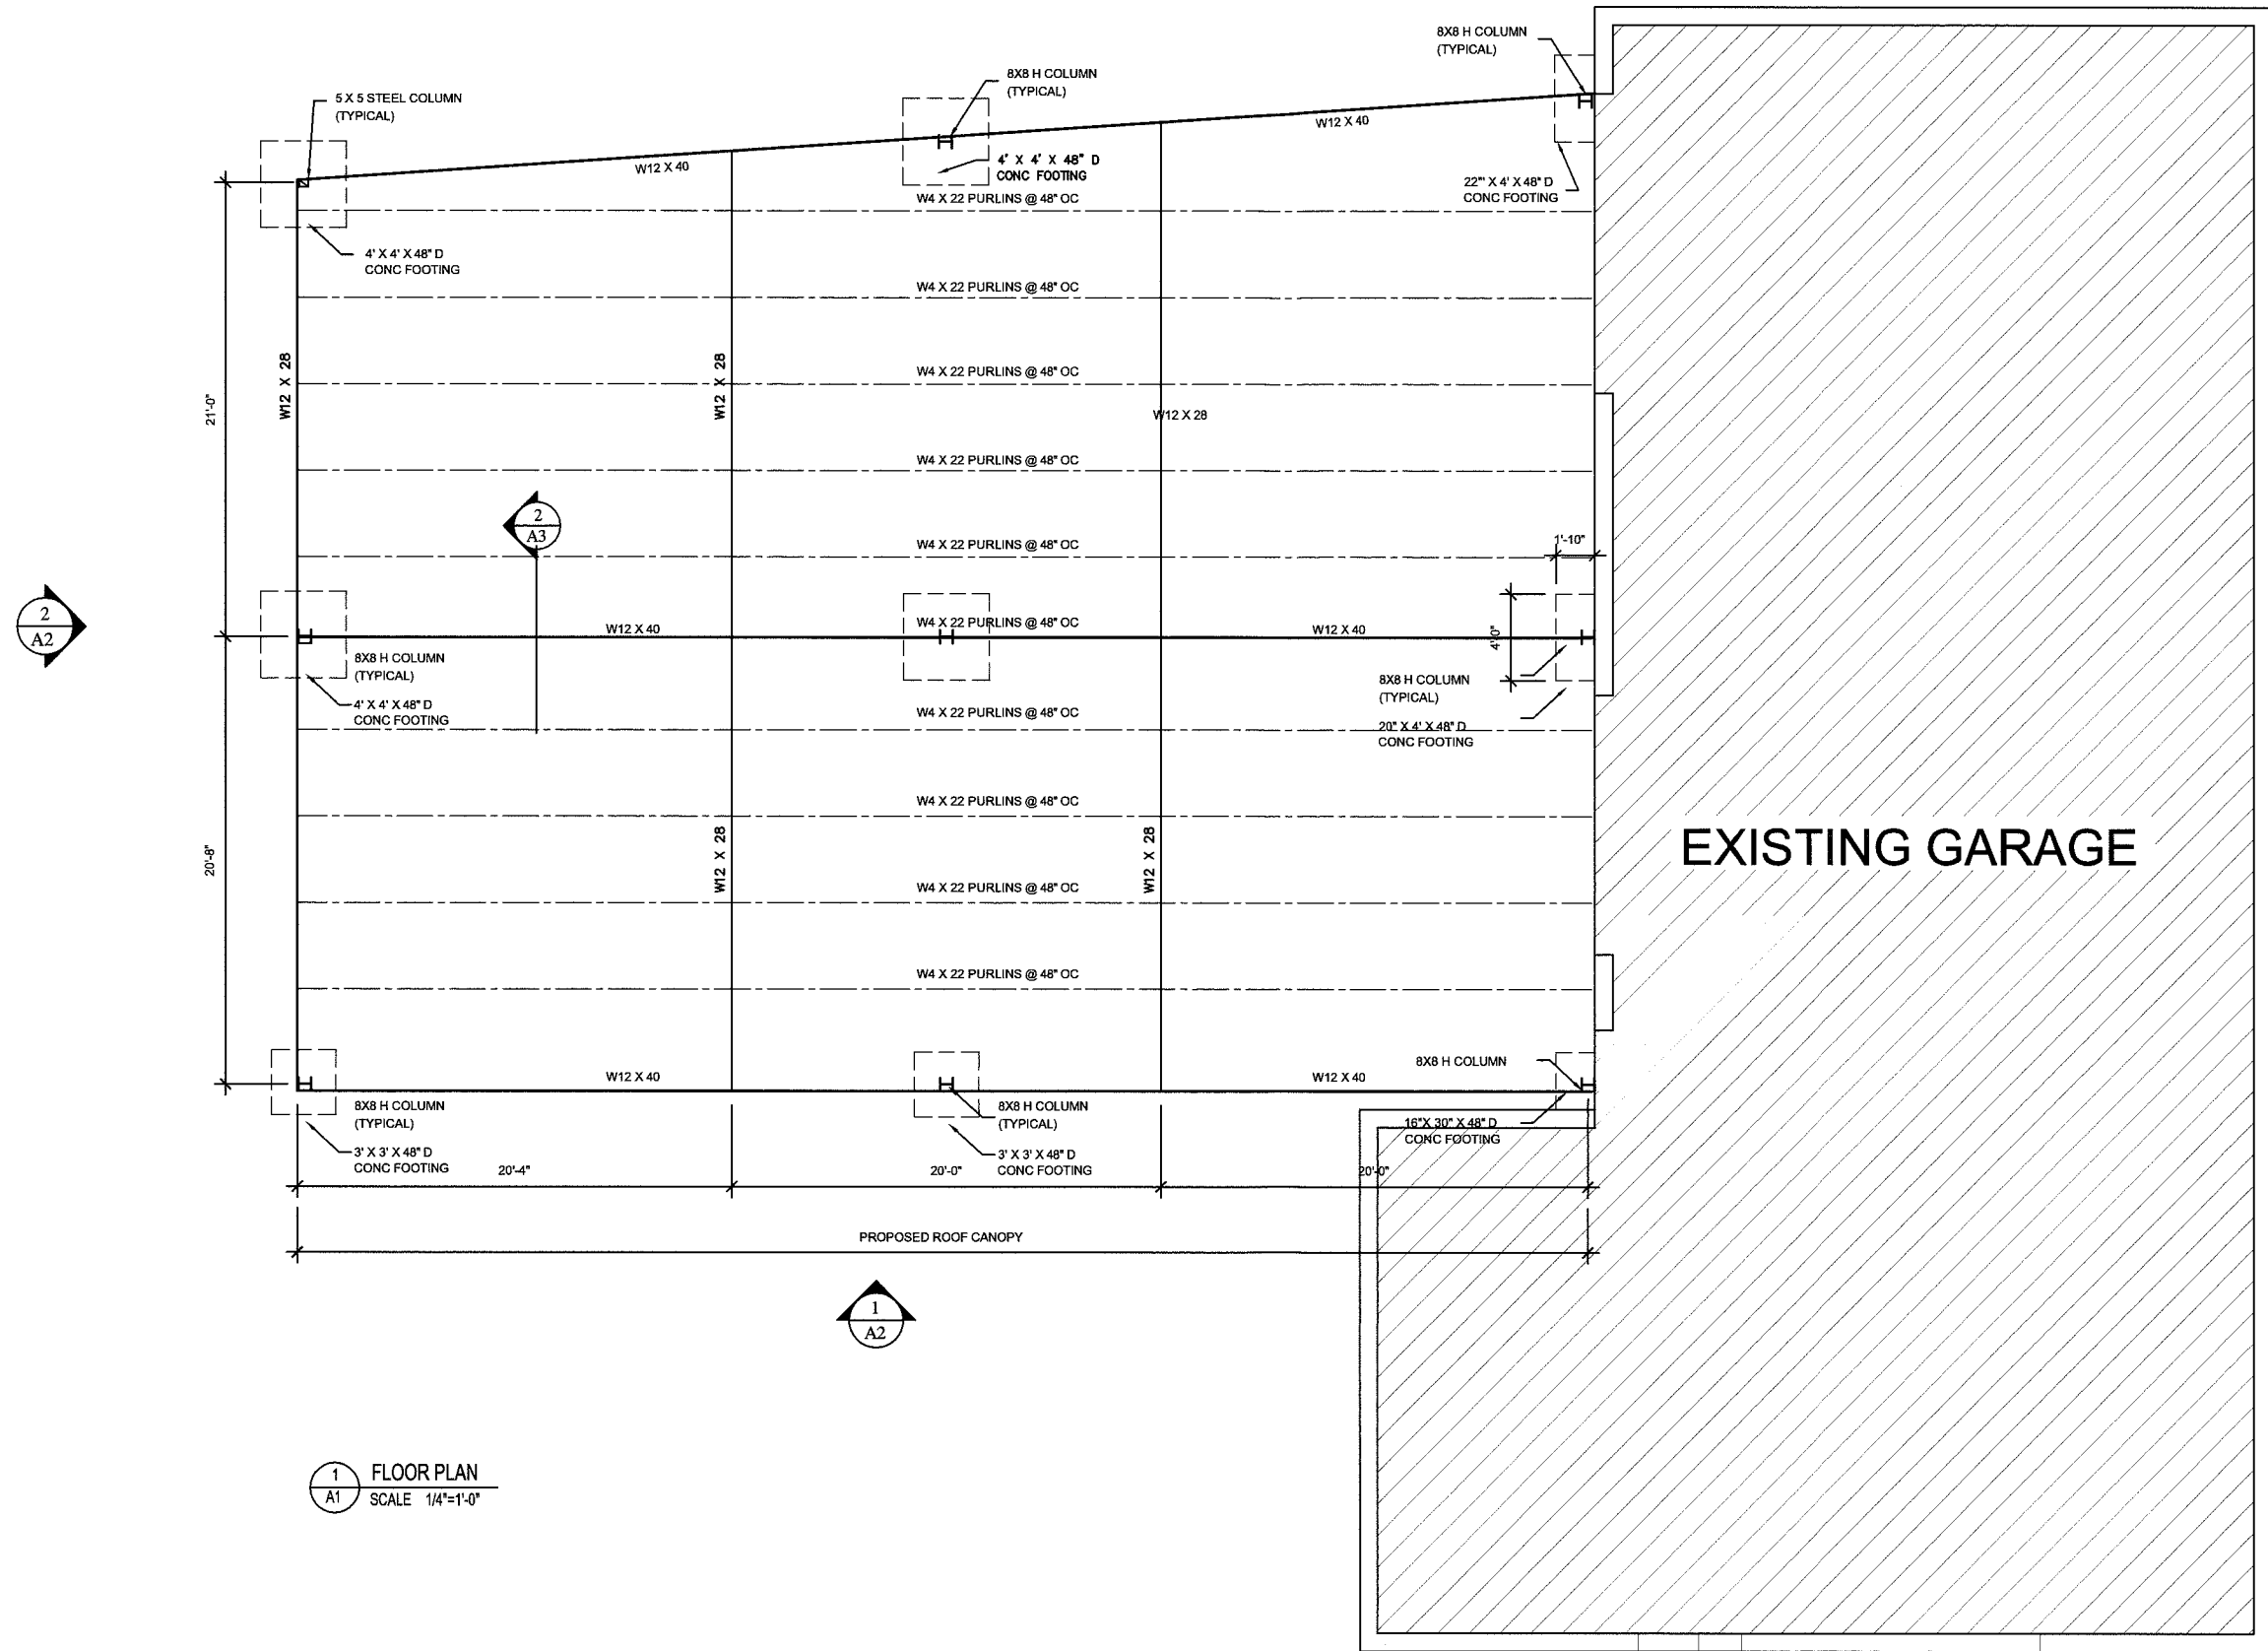 8X8 H COLUMN
(TYPICAL)
8X8 H COLUMN
(TYPICAL)
5 X 5 STEEL COLUMN
(TYPICAL)
W12 X 40
W12 X 40
4' X 4' X 48" D
CONC FOOTING
22"' X 4' X 48" D
CONC FOOTING
W4 X 22 PURLINS @ 48" OC
4' X 4' X 48" D
CONC FOOTING
W4 X 22 PURLINS @ 48" OC
W12 X 28
W12 X 28
W4 X 22 PURLINS @ 48" OC
W12 X 28
21'-0"
W4 X 22 PURLINS @ 48" OC
2
A3
W4 X 22 PURLINS @ 48" OC
1'-10"
2
A2
W12 X 40
W4 X 22 PURLINS @ 48" OC
W12 X 40
4'-0"
8X8 H COLUMN
(TYPICAL)
8X8 H COLUMN
(TYPICAL)
4' X 4' X 48" D
CONC FOOTING
W4 X 22 PURLINS @ 48" OC
20" X 4' X 48" D
CONC FOOTING
W4 X 22 PURLINS @ 48" OC
20'-8"
W12 X 28
W12 X 28
EXISTING GARAGE
W4 X 22 PURLINS @ 48" OC
W4 X 22 PURLINS @ 48" OC
8X8 H COLUMN
W12 X 40
W12 X 40
8X8 H COLUMN
(TYPICAL)
8X8 H COLUMN
(TYPICAL)
16"X 30" X 48" D
CONC FOOTING
3' X 3' X 48" D
CONC FOOTING
3' X 3' X 48" D
CONC FOOTING
20'-4"
20'-0"
20'-0"
PROPOSED ROOF CANOPY
1
A2
1
A1
FLOOR PLAN
SCALE 1/4"=1'-0"